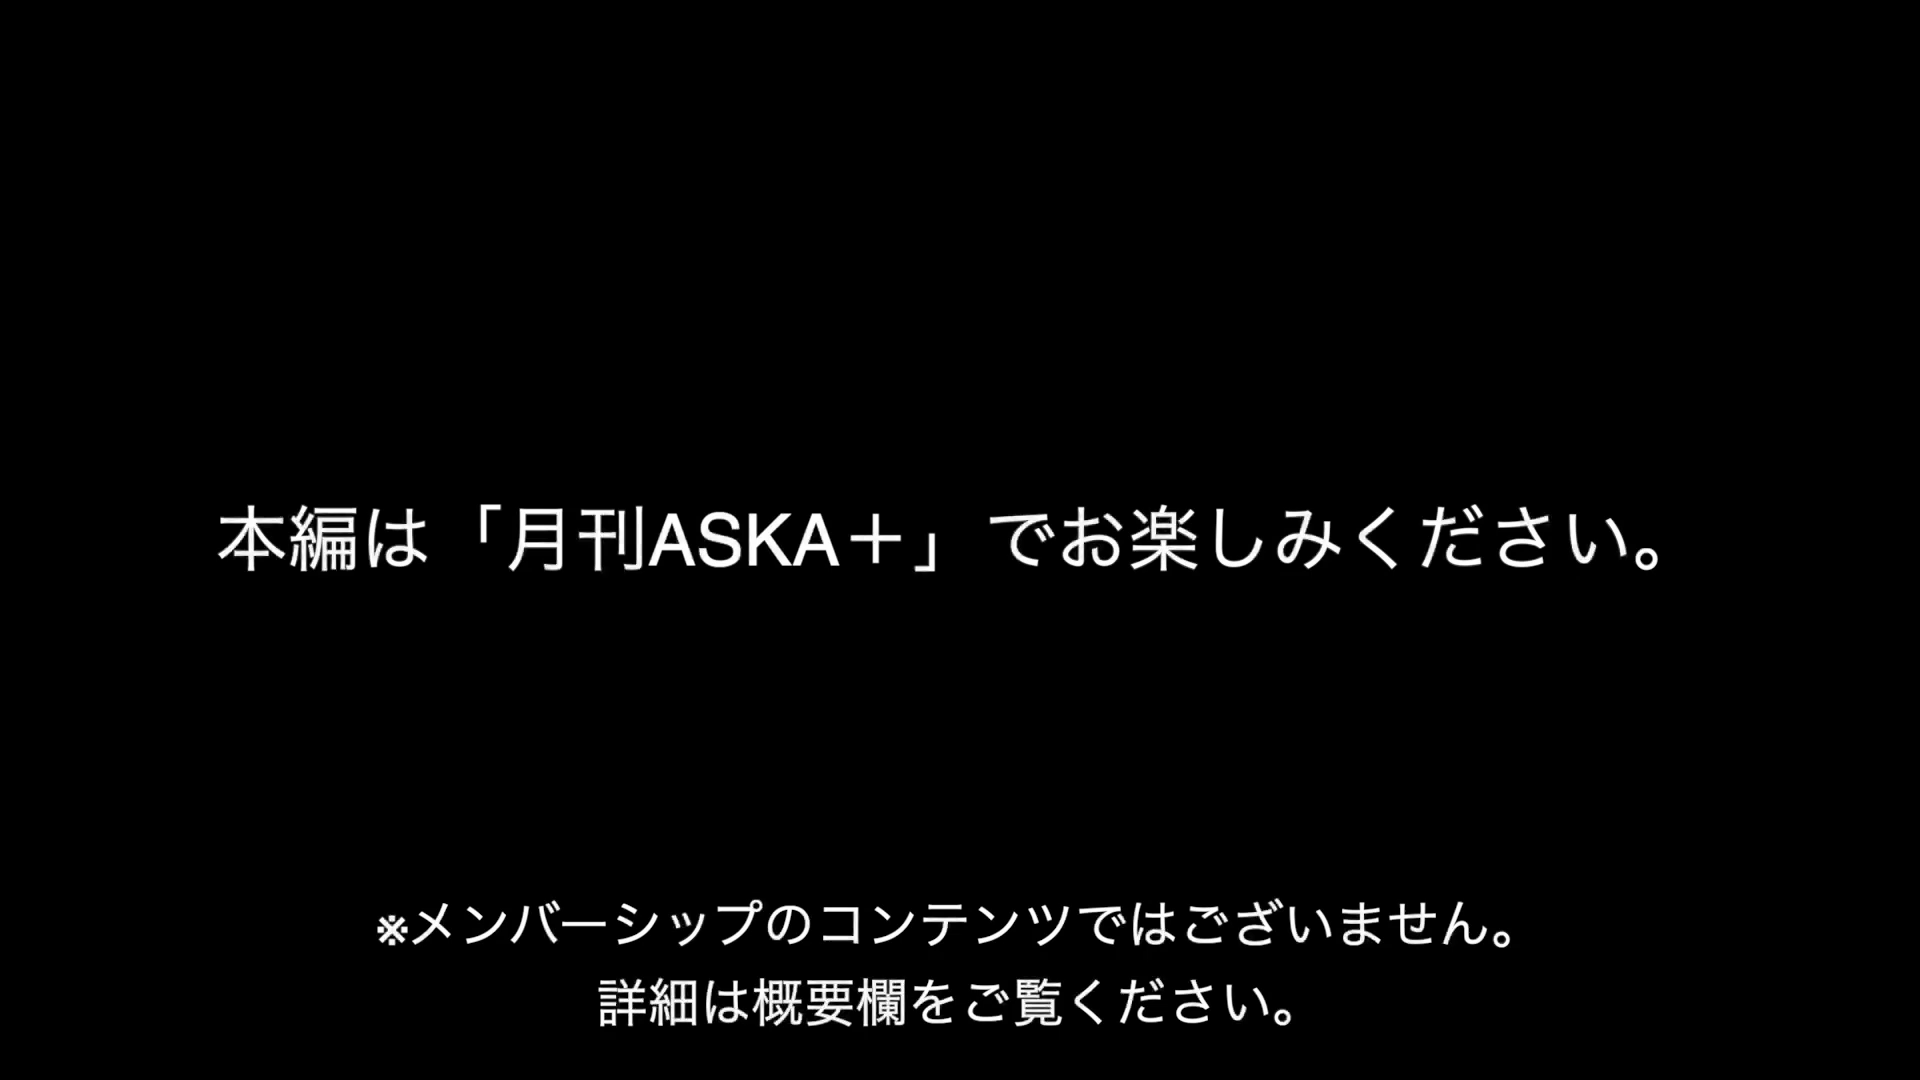 本編は「月刊ASKA＋」でお楽しみください。
※メンバーシップのコンテンツではございません。
詳細は概要欄をご覧ください。